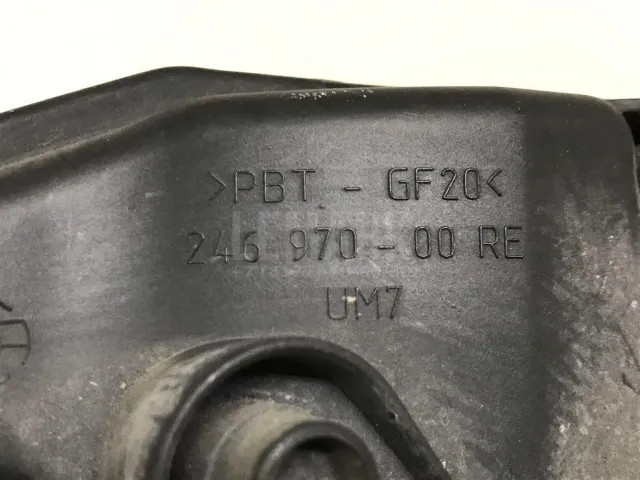 >PBT - GF20<
246 970-00 RE
UM7